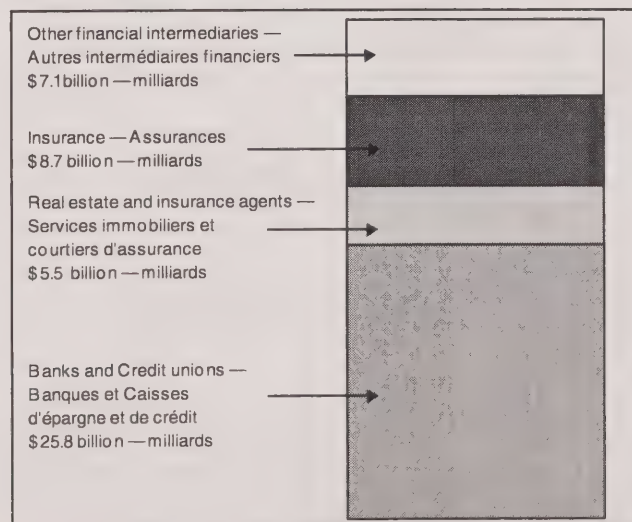 Other financial intermediaries —
Autres intermédiaires financiers
$7.1 billion — milliards
Insurance — Assurances
$8.7 billion — milliards
Real estate and insurance agents —
Services immobiliers et
courtiers d'assurance
$5.5 billion — milliards
Banks and Credit unions —
Banques et Caisses
d'épargne et de crédit
$25.8 billion — milliards